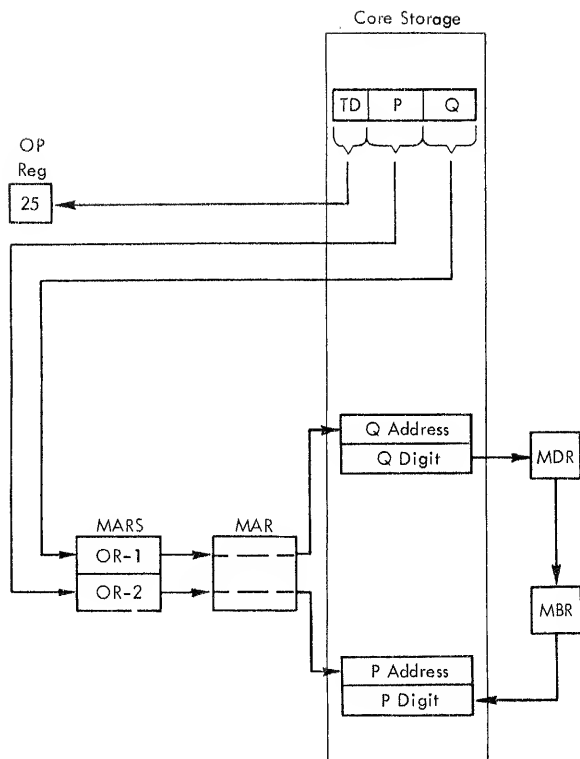 Core Storage
TD P Q
OP
Reg
25
Q Address
Q Digit
MDR
MARS MAR
OR-1
OR-2
MBR
P Address
P Digit